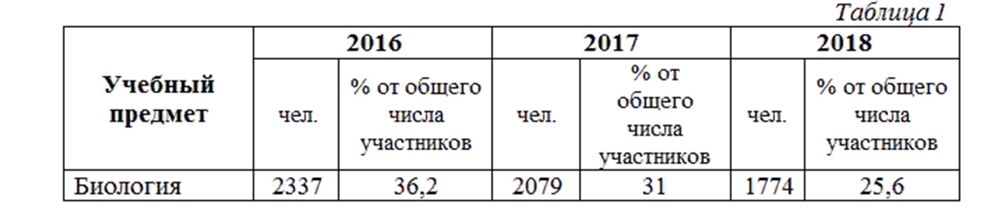 Таблица 1
Учебный предмет
2016
2017
2018
чел.
% от общего числа участников
чел.
% от общего числа участников
чел.
% от общего числа участников
Биология 2337 36,2 2079 31 1774 25,6